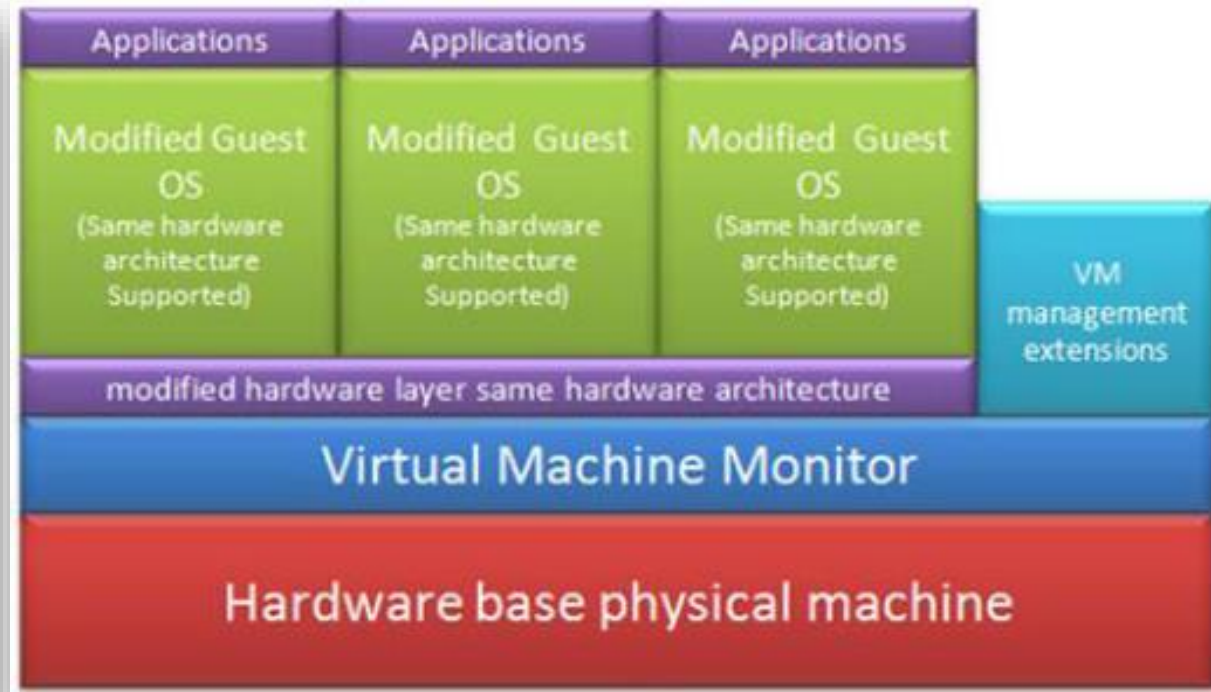 Applications
Applications
Applications
Modified Guest
OS
(Same hardware
architecture
Supported)
Modified Guest
OS
(Same hardware
architecture
Supported)
Modified Guest
OS
(Same hardware
architecture
Supported)
VM
management
extensions
modified hardware layer same hardware architecture
Virtual Machine Monitor
Hardware base physical machine